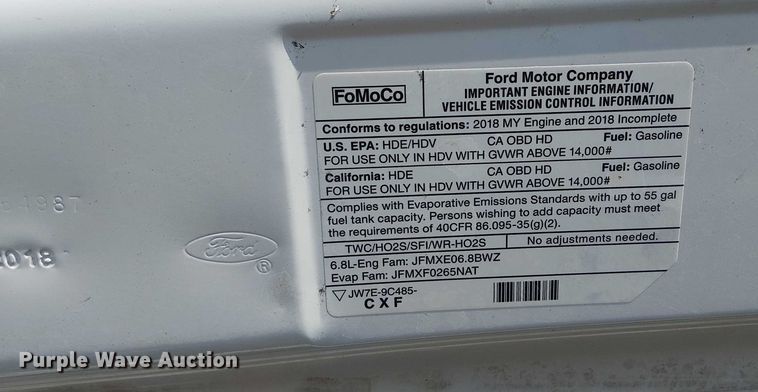 FoMoCo
Ford Motor Company
IMPORTANT ENGINE INFORMATION/
VEHICLE EMISSION CONTROL INFORMATION
Conforms to regulations: 2018 MY Engine and 2018 Incomplete
U.S. EPA: HDE/HDV CA OBD HD Fuel: Gasoline
FOR USE ONLY IN HDV WITH GVWR ABOVE 14,000#
California: HDE CA OBD HD Fuel: Gasoline
FOR USE ONLY IN HDV WITH GVWR ABOVE 14,000#
Complies with Evaporative Emissions Standards with up to 55 gal
fuel tank capacity. Persons wishing to add capacity must meet
the requirements of 40CFR 86.095-35(g)(2).
TWC/HO2S/SFI/WR-HO2S No adjustments needed.
6.8L-Eng Fam: JFMXE06.8BWZ
Evap Fam: JFMXF0265NAT
▽ JW7E-9C485-
CXF
4987
2018
Ford ®
Purple Wave Auction